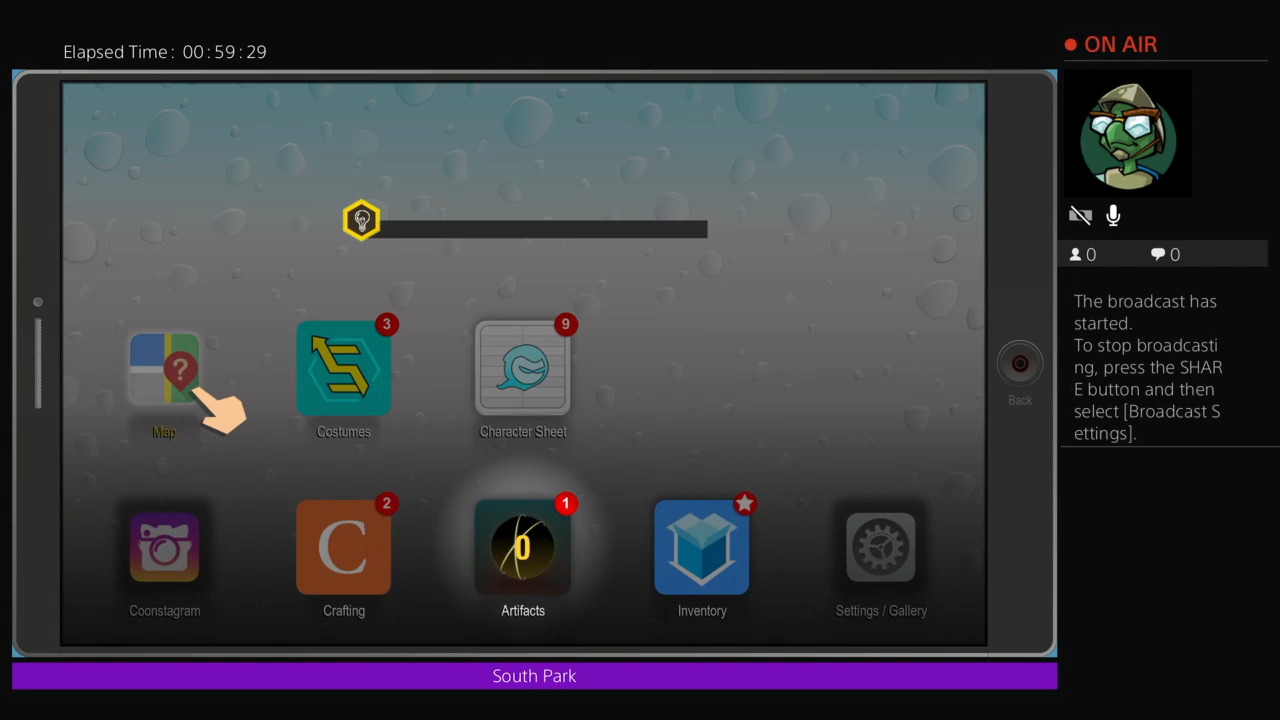 Elapsed Time: 00:59:29
ON AIR
0
0
The broadcast has
started.
To stop broadcasti
ng, press the SHAR
E button and then
select [Broadcast S
ettings].
?
Map
3
Costumes
9
Character Sheet
Back
Coonstagram
2
C
Crafting
1
0
Artifacts
Inventory
Settings / Gallery
South Park